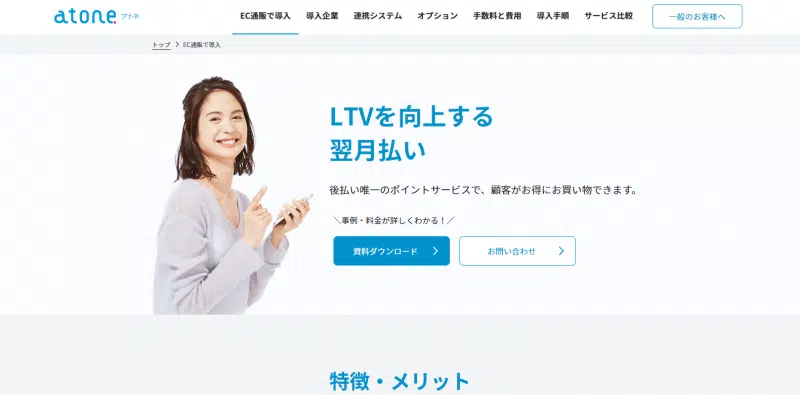 atone アトネ
EC通販で導入 導入企業 連携システム オプション 手数料と費用 導入手順 サービス比較 一般のお客様へ
トップ > EC通販で導入
LTVを向上する
翌月払い
後払い唯一のポイントサービスで、顧客がお得にお買い物できます。
＼事例・料金が詳しくわかる！／
資料ダウンロード お問い合わせ
特徴・メリット